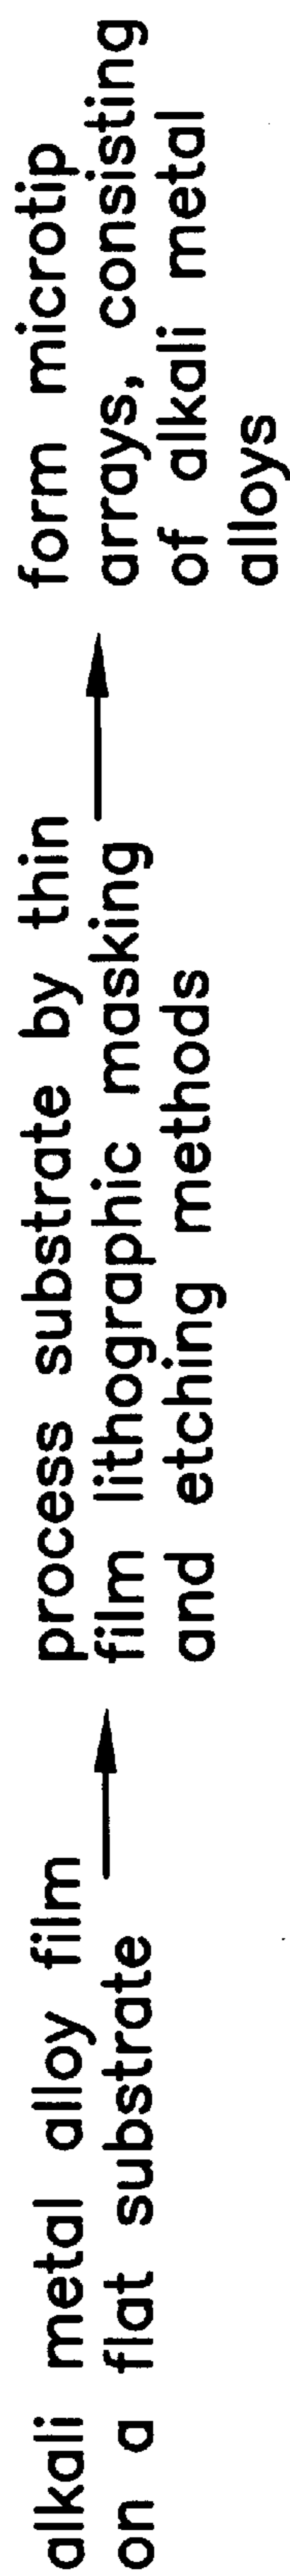 alkali metal alloy film
on a flat substrate
process substrate by thin
film lithographic masking
and etching methods
form microtip
arrays, consisting
of alkali metal
alloys